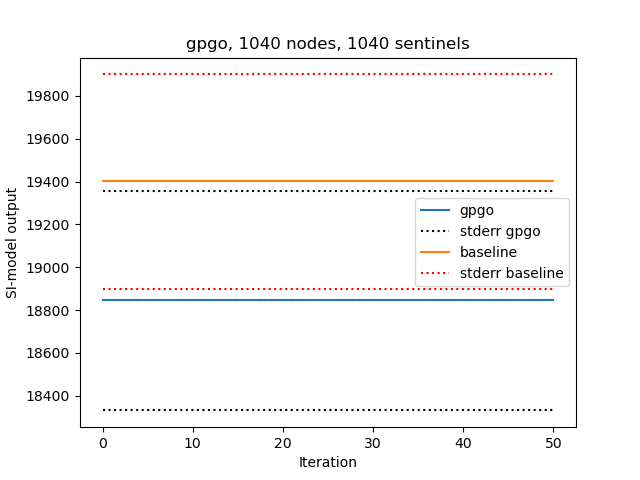 gpgo, 1040 nodes, 1040 sentinels
19800
19600
19400
19200
19000
18800
18600
18400
SI-model output
gpgo
stderr gpgo
baseline
stderr baseline
0 10 20 30 40 50
Iteration